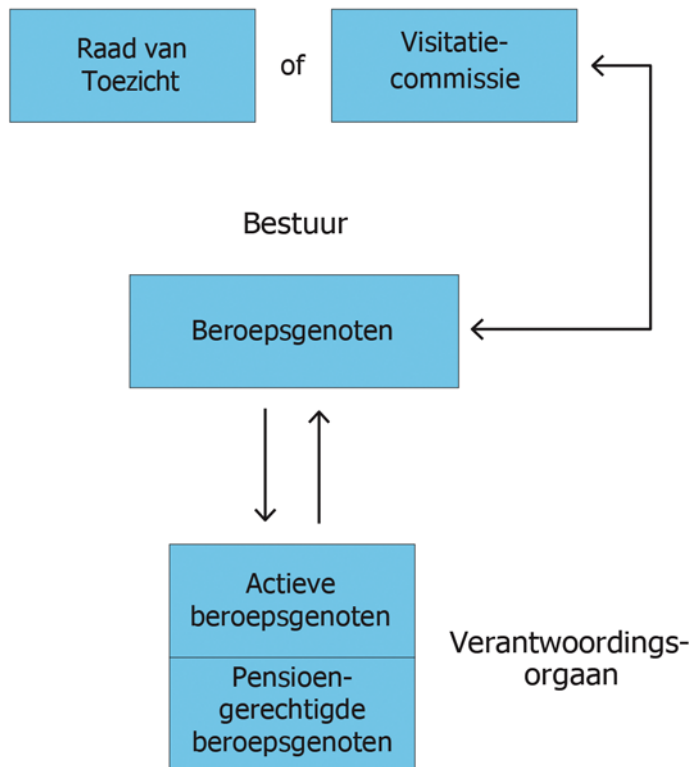 Raad van
Toezicht
of
Visitatie-
commissie
Bestuur
Beroepsgenoten
Actieve
beroepsgenoten
Pensioen-
gerechtigde
beroepsgenoten
Verantwoordings-
orgaan